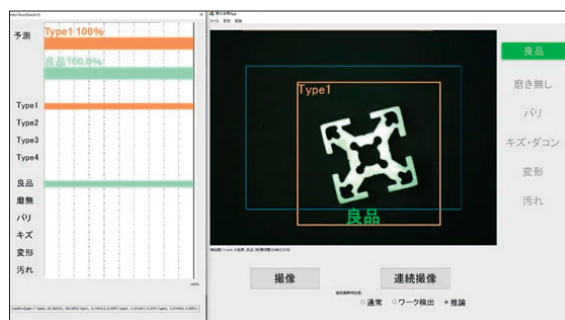 予測
Type1 100%
良品100.0%
Type1
Type2
Type3
Type4
良品
磨無
バリ
キズ
変形
汚れ
Type1
良品
良品
磨き無し
バリ
キズ・ダコン
変形
汚れ
撮像
連続撮像
通常
ワーク検出
推論